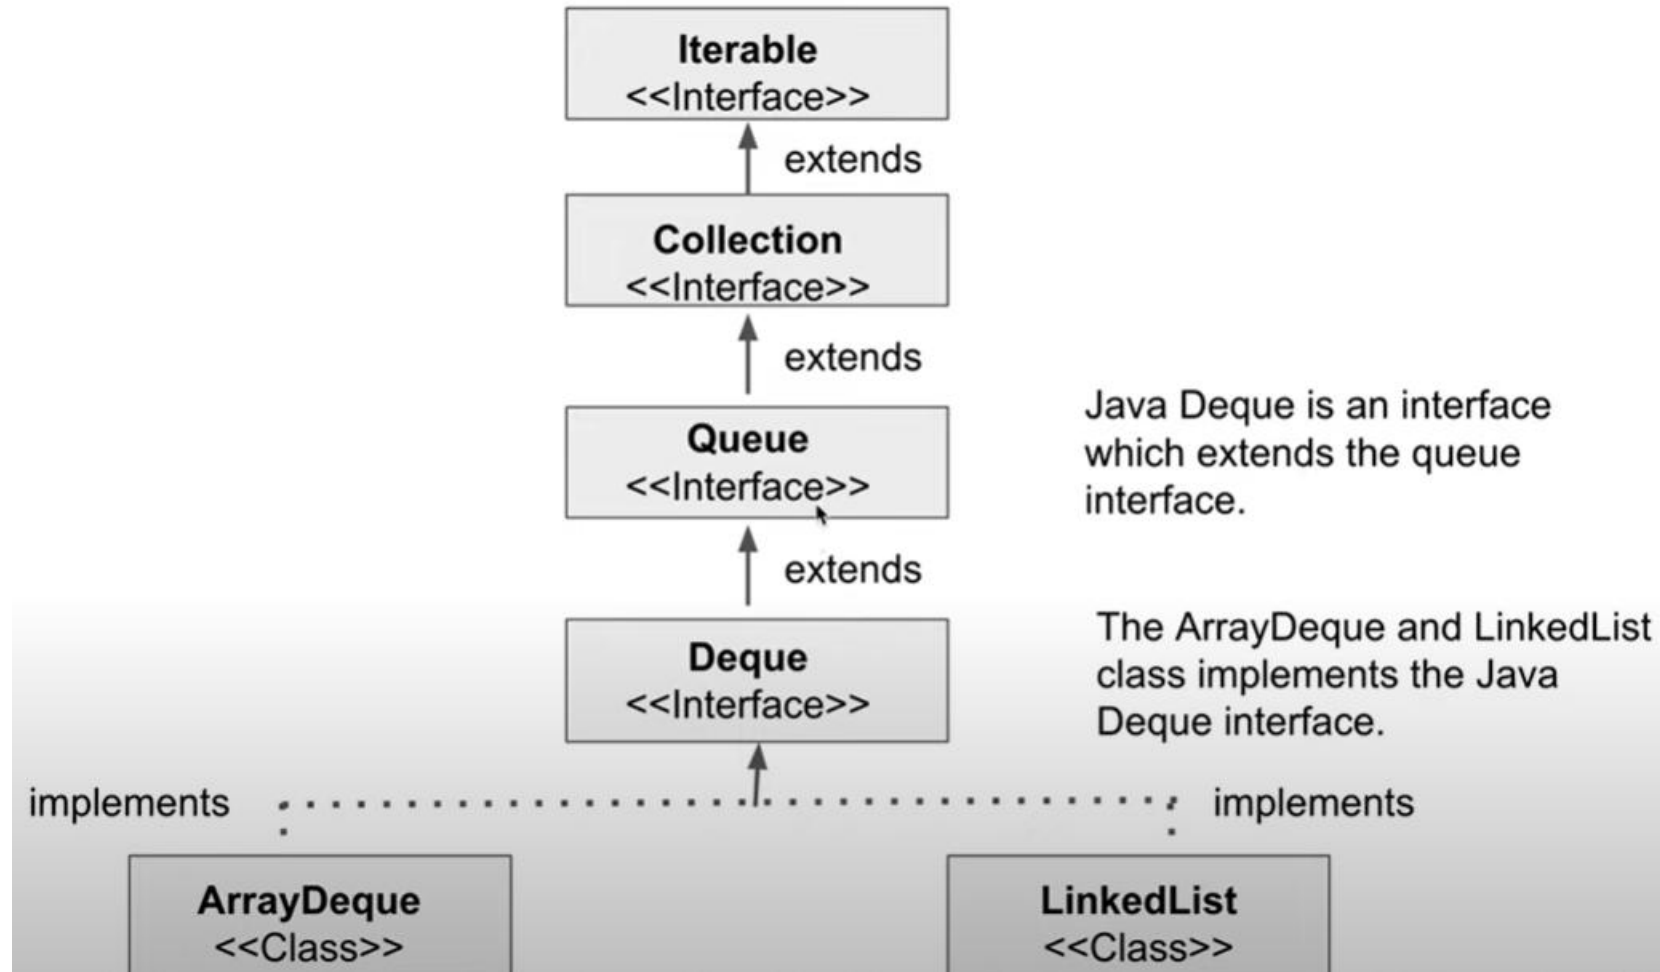 Iterable
<<Interface>>
extends
Collection
<<Interface>>
extends
Queue
<<Interface>>
Java Deque is an interface
which extends the queue
interface.
extends
Deque
<<Interface>>
The ArrayDeque and LinkedList
class implements the Java
Deque interface.
implements
implements
ArrayDeque
<<Class>>
LinkedList
<<Class>>